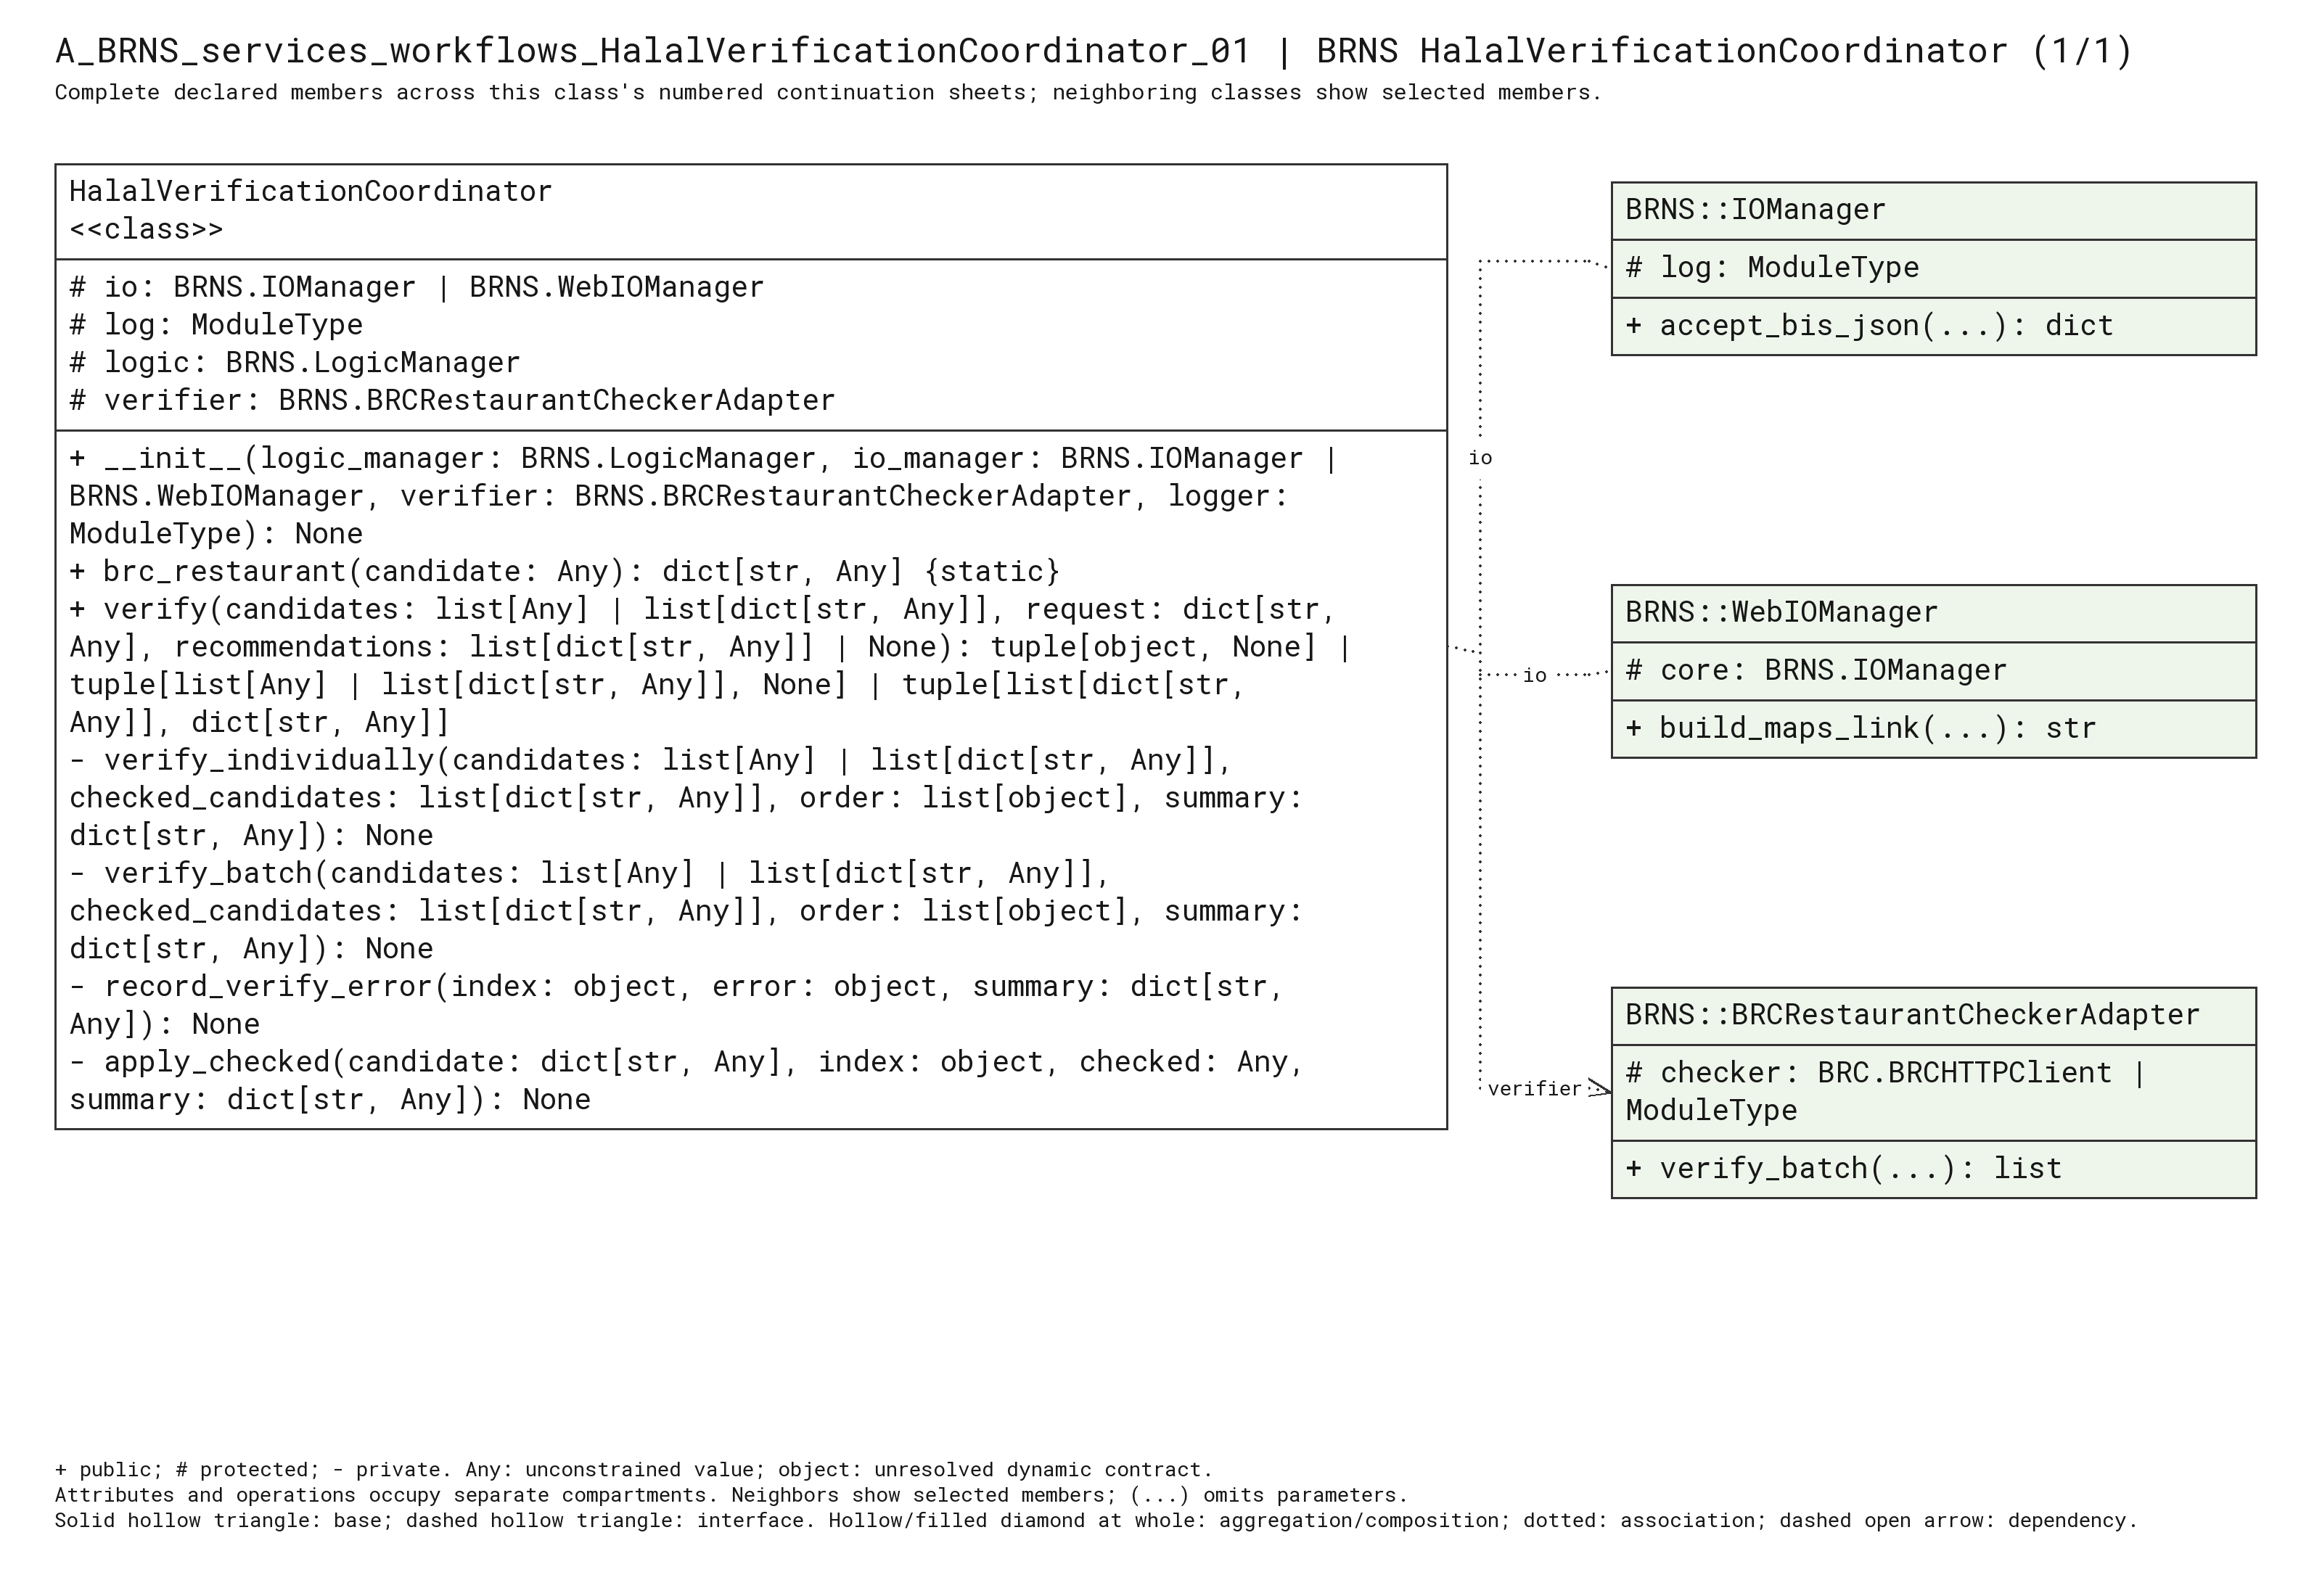 A_BRNS_services_workflows_HalalVerificationCoordinator_01 | BRNS HalalVerificationCoordinator (1/1)
Complete declared members across this class's numbered continuation sheets; neighboring classes show selected members.
HalalVerificationCoordinator
<<class>>
# io: BRNS.IOManager | BRNS.WebIOManager
# log: ModuleType
# logic: BRNS.LogicManager
# verifier: BRNS.BRCRestaurantCheckerAdapter
+ __init__(logic_manager: BRNS.LogicManager, io_manager: BRNS.IOManager |
BRNS.WebIOManager, verifier: BRNS.BRCRestaurantCheckerAdapter, logger:
ModuleType): None
+ brc_restaurant(candidate: Any): dict[str, Any] {static}
+ verify(candidates: list[Any] | list[dict[str, Any]], request: dict[str,
Any], recommendations: list[dict[str, Any]] | None): tuple[object, None] |
tuple[list[Any] | list[dict[str, Any]], None] | tuple[list[dict[str,
Any]], dict[str, Any]]
- verify_individually(candidates: list[Any] | list[dict[str, Any]],
checked_candidates: list[dict[str, Any]], order: list[object], summary:
dict[str, Any]): None
- verify_batch(candidates: list[Any] | list[dict[str, Any]],
checked_candidates: list[dict[str, Any]], order: list[object], summary:
dict[str, Any]): None
- record_verify_error(index: object, error: object, summary: dict[str,
Any]): None
- apply_checked(candidate: dict[str, Any], index: object, checked: Any,
summary: dict[str, Any]): None
io
io
verifier
BRNS::IOManager
# log: ModuleType
+ accept_bis_json(...): dict
BRNS::WebIOManager
# core: BRNS.IOManager
+ build_maps_link(...): str
BRNS::BRCRestaurantCheckerAdapter
# checker: BRC.BRCHTTPClient |
ModuleType
+ verify_batch(...): list
+ public; # protected; - private. Any: unconstrained value; object: unresolved dynamic contract.
Attributes and operations occupy separate compartments. Neighbors show selected members; (...) omits parameters.
Solid hollow triangle: base; dashed hollow triangle: interface. Hollow/filled diamond at whole: aggregation/composition; dotted: association; dashed open arrow: dependency.